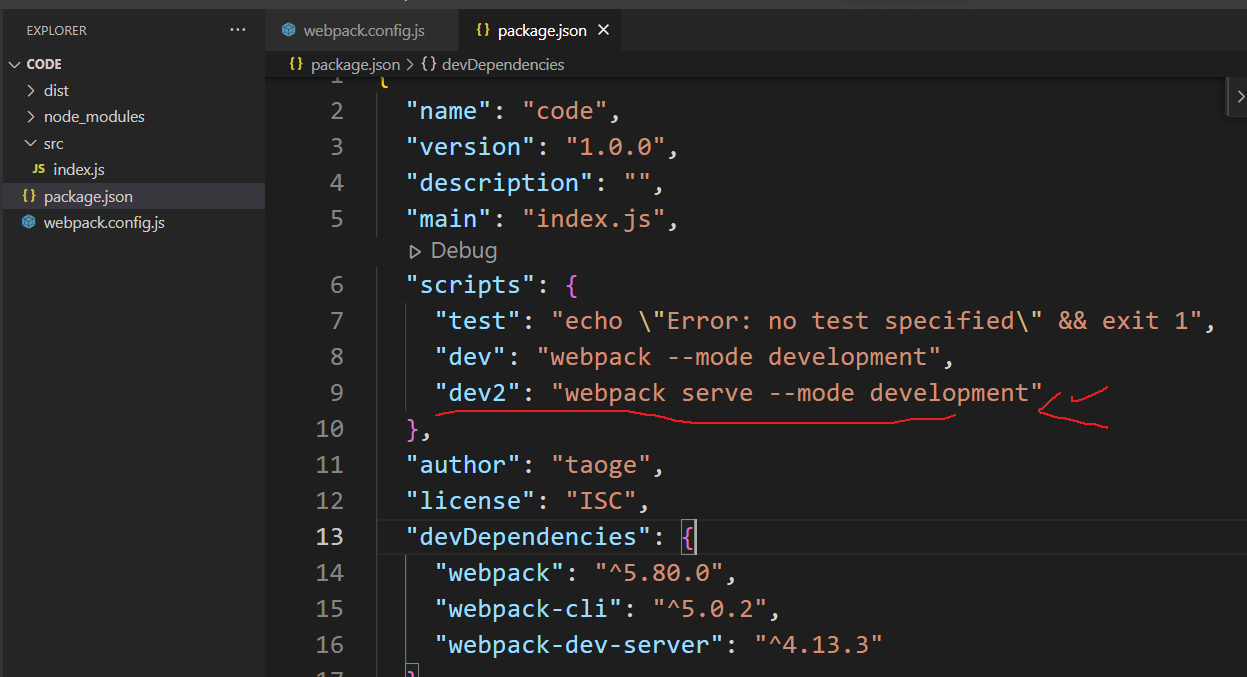 EXPLORER ...
webpack.config.js
{} package.json ×
CODE
{} package.json > {} devDependencies
dist
node_modules
src
JS index.js
{} package.json
webpack.config.js
1 {
2 "name": "code",
3 "version": "1.0.0",
4 "description": "",
5 "main": "index.js",
Debug
6 "scripts": {
7 "test": "echo \"Error: no test specified\" && exit 1",
8 "dev": "webpack --mode development",
9 "dev2": "webpack serve --mode development"
10 },
11 "author": "taoge",
12 "license": "ISC",
13 "devDependencies": {
14 "webpack": "^5.80.0",
15 "webpack-cli": "^5.0.2",
16 "webpack-dev-server": "^4.13.3"
17 }